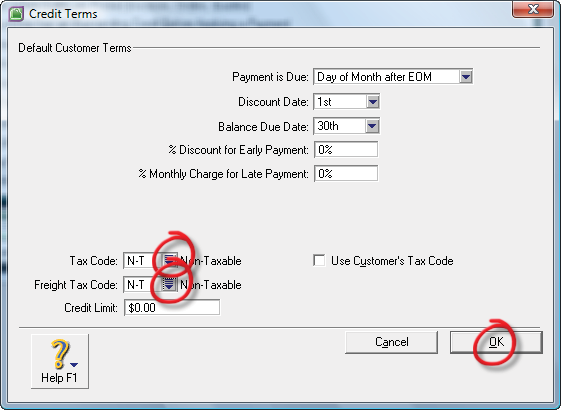 Credit Terms
Default Customer Terms
Payment is Due: Day of Month after EOM
Discount Date: 1st
Balance Due Date: 30th
% Discount for Early Payment: 0%
% Monthly Charge for Late Payment: 0%
Tax Code: N-T Non-Taxable Use Customer's Tax Code
Freight Tax Code: N-T Non-Taxable
Credit Limit: $0.00
Help F1
Cancel
OK